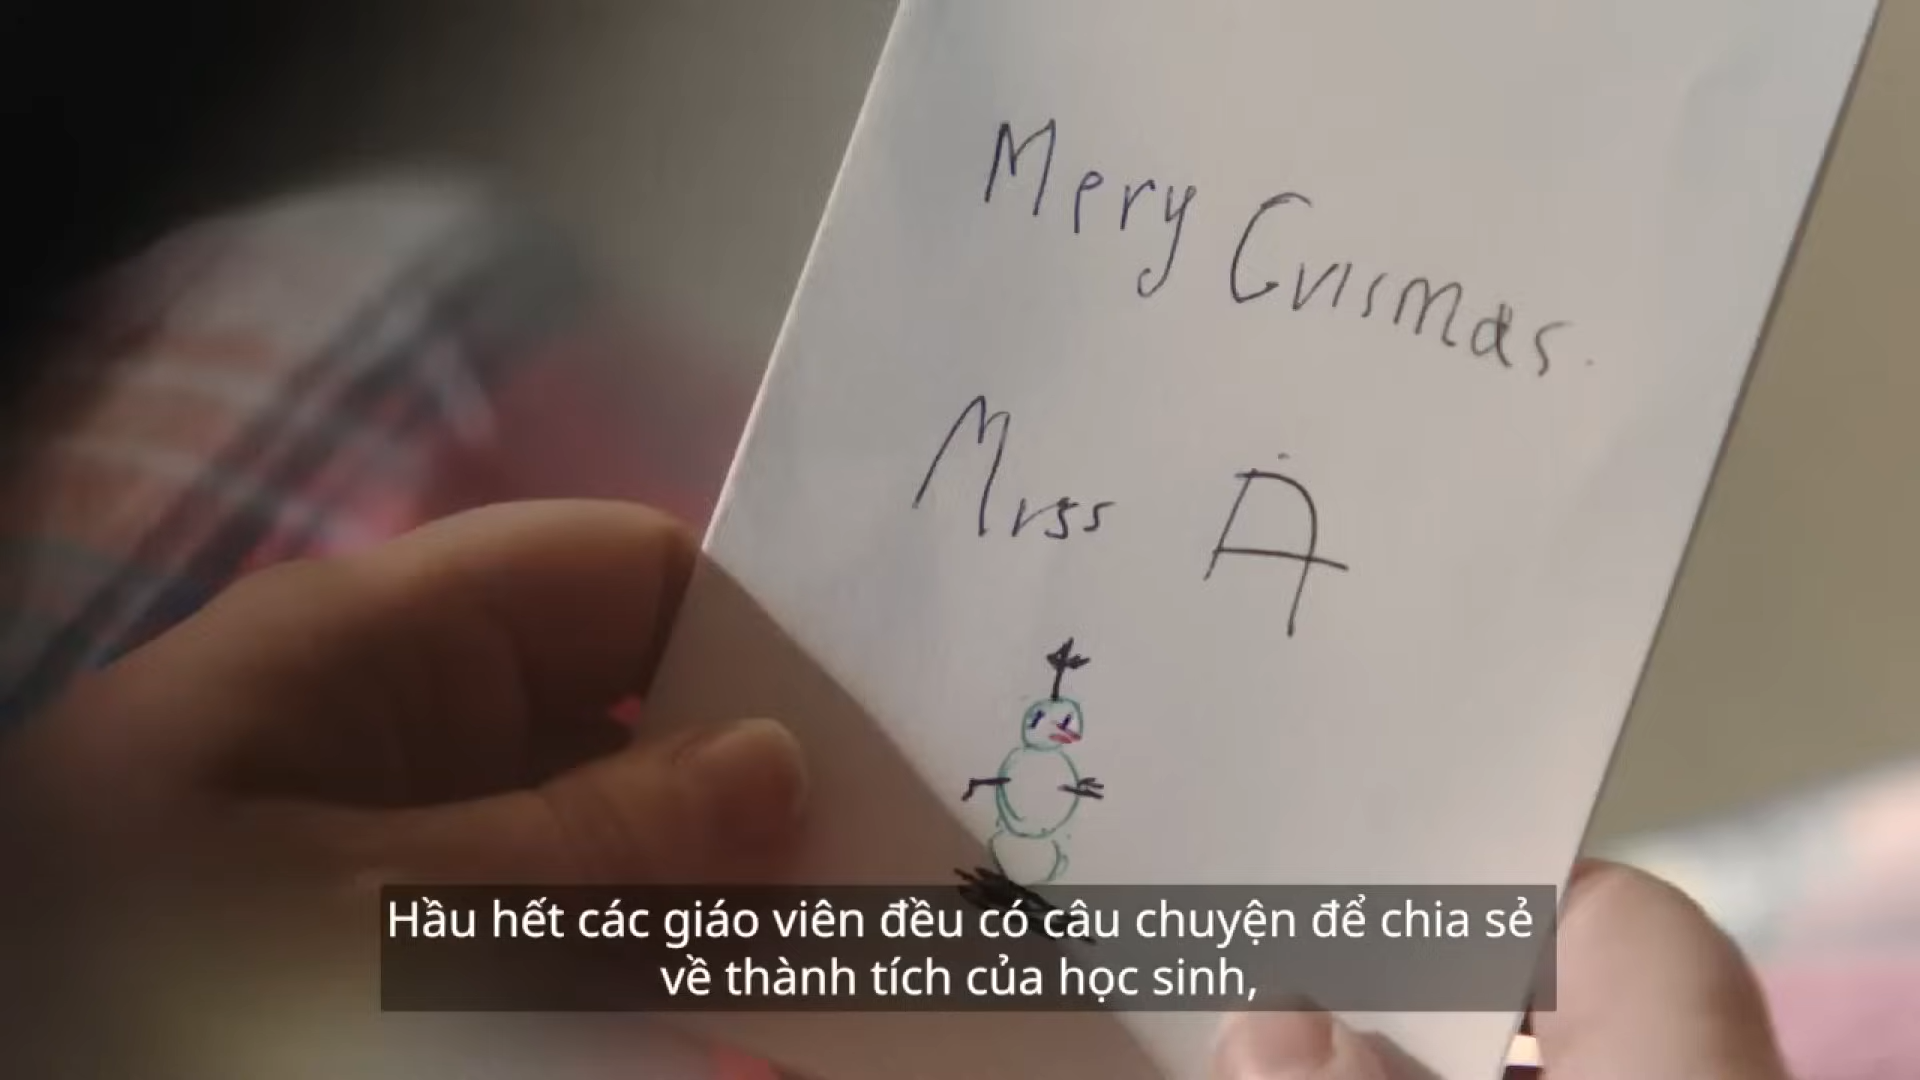 Mery Crismas.
Mrss A
Hầu hết các giáo viên đều có câu chuyện để chia sẻ
về thành tích của học sinh,